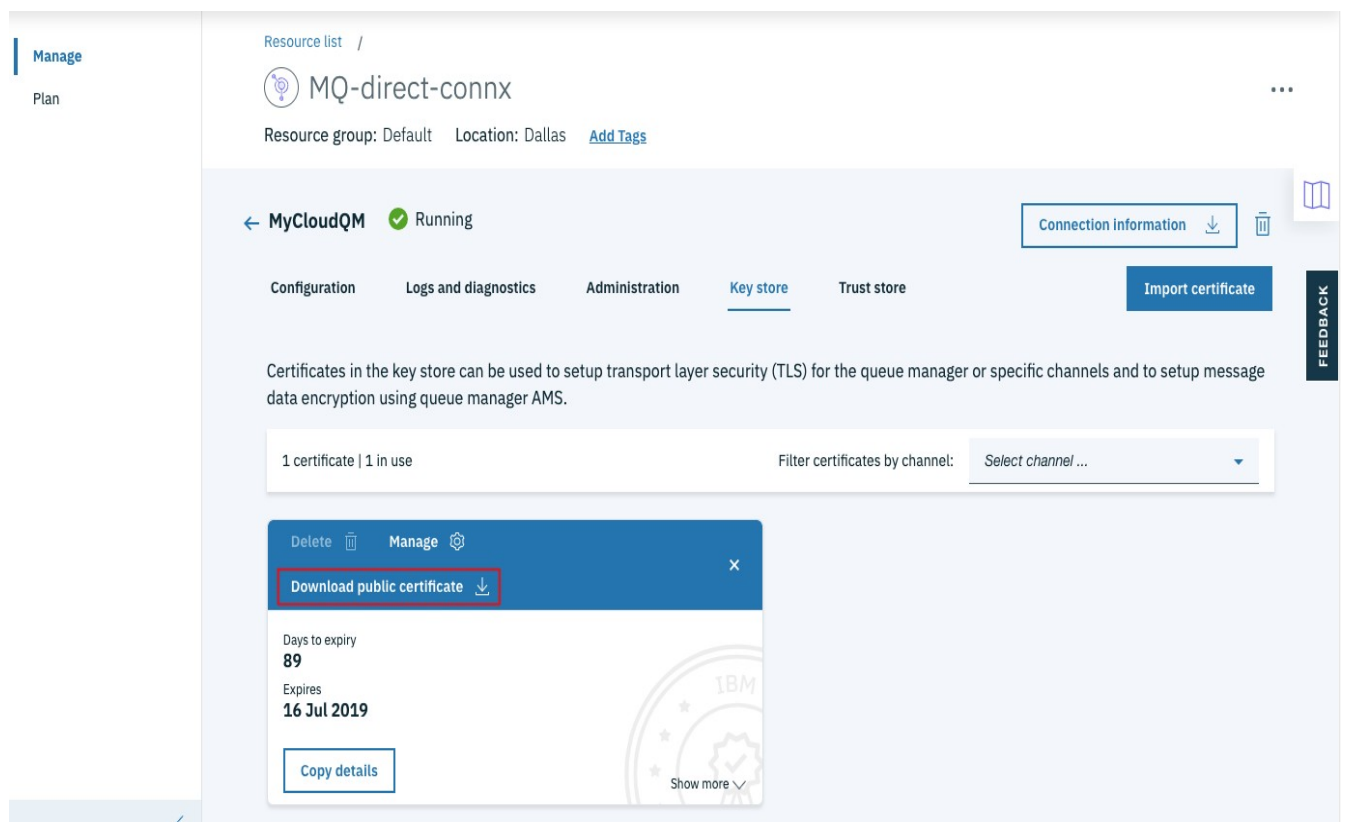 Manage
Plan
Resource list /
MQ-direct-connx
...
Resource group: Default Location: Dallas Add Tags
← MyCloudQM Running
Connection information
Configuration Logs and diagnostics Administration Key store Trust store
Import certificate
FEEDBACK
Certificates in the key store can be used to setup transport layer security (TLS) for the queue manager or specific channels and to setup message
data encryption using queue manager AMS.
1 certificate | 1 in use
Filter certificates by channel: Select channel ...
Delete Manage
×
Download public certificate
Days to expiry
89
Expires
16 Jul 2019
IBM
Copy details
Show more